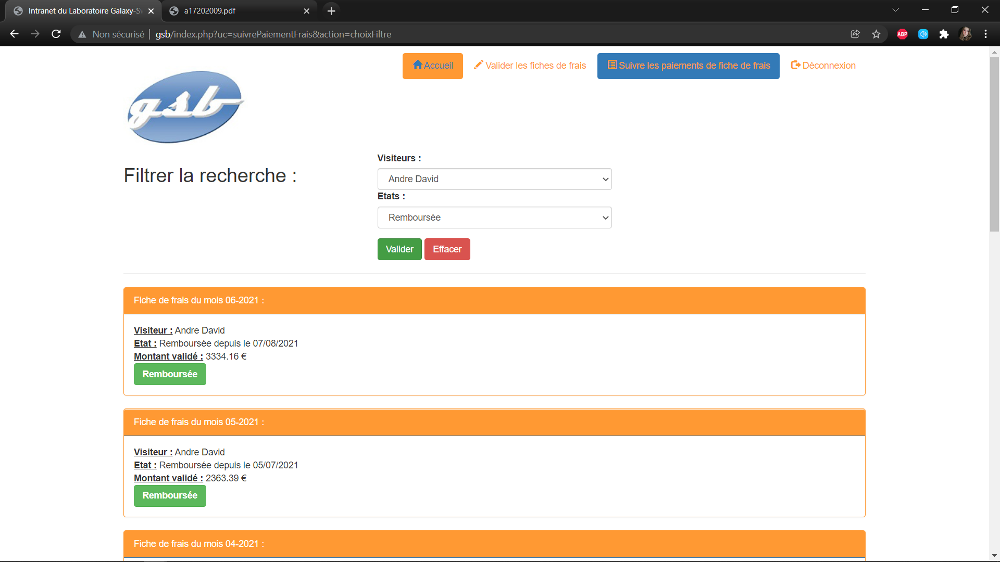 Intranet du Laboratoire Galaxy-Sw
a17202009.pdf
Non sécurisé | gsb/index.php?uc=suivrePaiementFrais&action=choixFiltre
ABP
Accueil
Valider les fiches de frais
Suivre les paiements de fiche de frais
Déconnexion
gsb
Filtrer la recherche :
Visiteurs :
Andre David
Etats :
Remboursée
Valider
Effacer
Fiche de frais du mois 06-2021 :
Visiteur : Andre David
Etat : Remboursée depuis le 07/08/2021
Montant validé : 3334.16 €
Remboursée
Fiche de frais du mois 05-2021 :
Visiteur : Andre David
Etat : Remboursée depuis le 05/07/2021
Montant validé : 2363.39 €
Remboursée
Fiche de frais du mois 04-2021 :